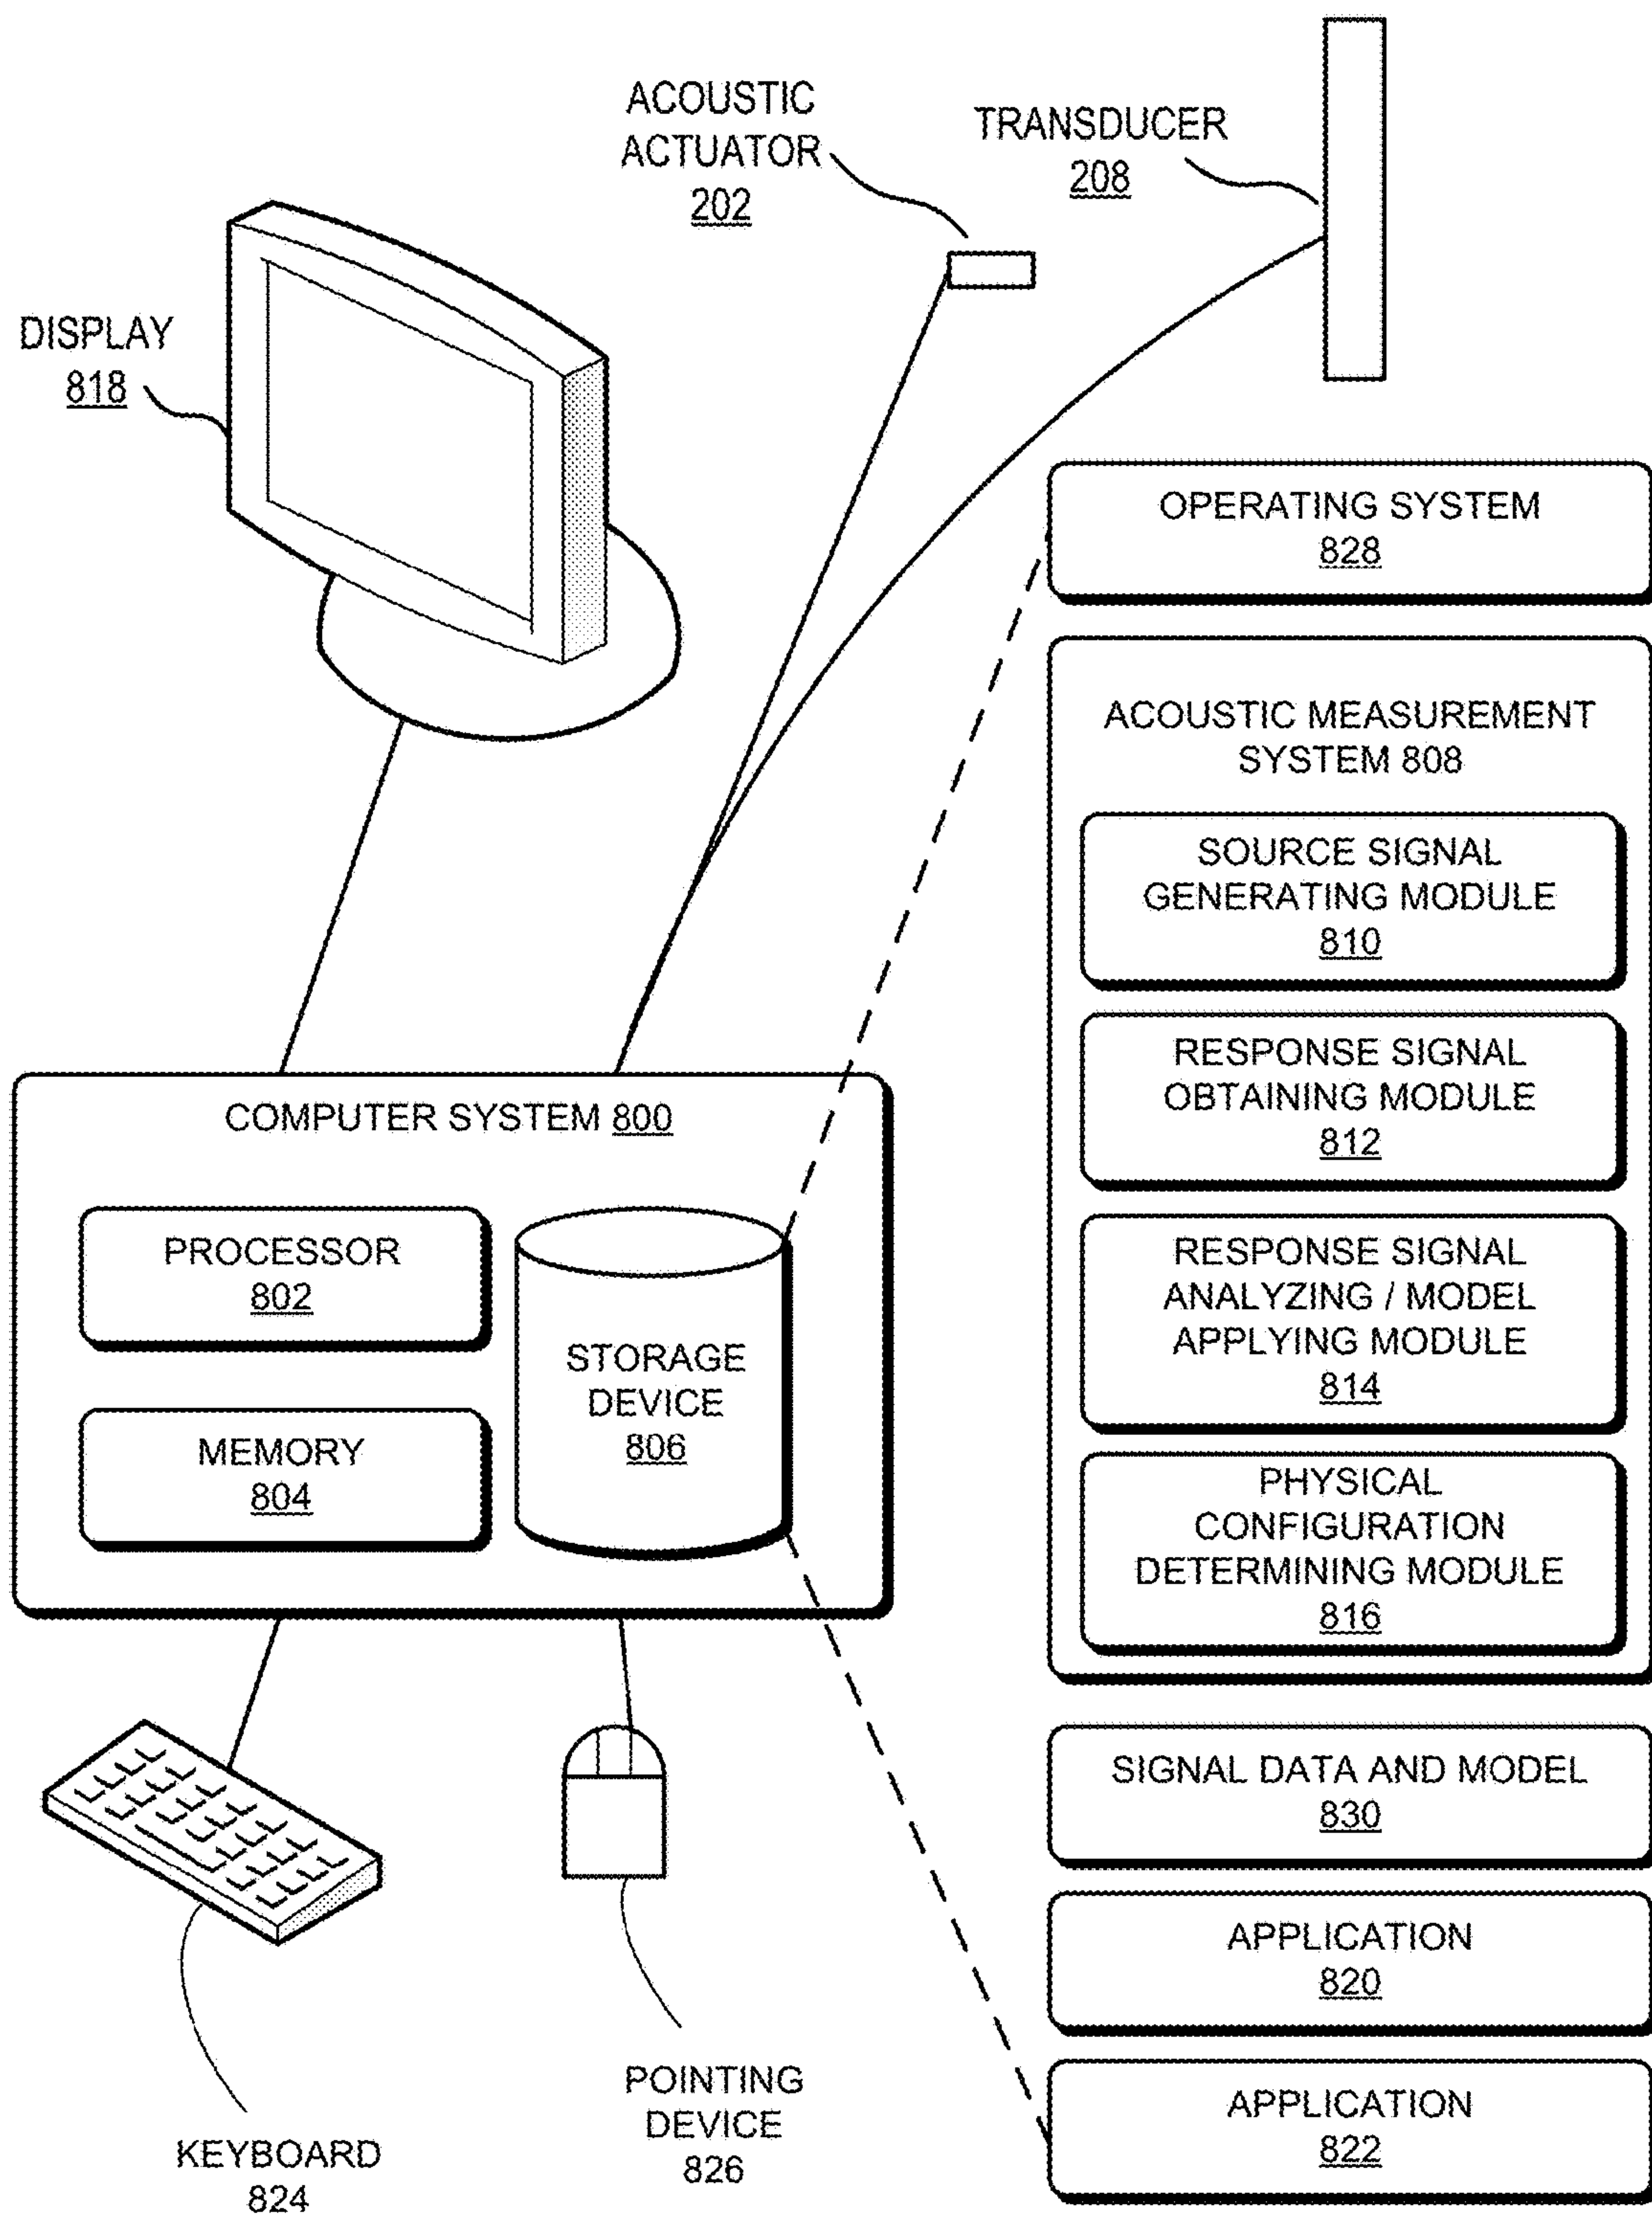 ACOUSTIC
ACTUATOR
202
TRANSDUCER
208
DISPLAY
818
OPERATING SYSTEM
828
ACOUSTIC MEASUREMENT
SYSTEM 808
SOURCE SIGNAL
GENERATING MODULE
810
RESPONSE SIGNAL
OBTAINING MODULE
812
RESPONSE SIGNAL
ANALYZING / MODEL
APPLYING MODULE
814
PHYSICAL
CONFIGURATION
DETERMINING MODULE
816
SIGNAL DATA AND MODEL
830
APPLICATION
820
APPLICATION
822
COMPUTER SYSTEM 800
PROCESSOR
802
MEMORY
804
STORAGE
DEVICE
806
KEYBOARD
824
POINTING
DEVICE
826